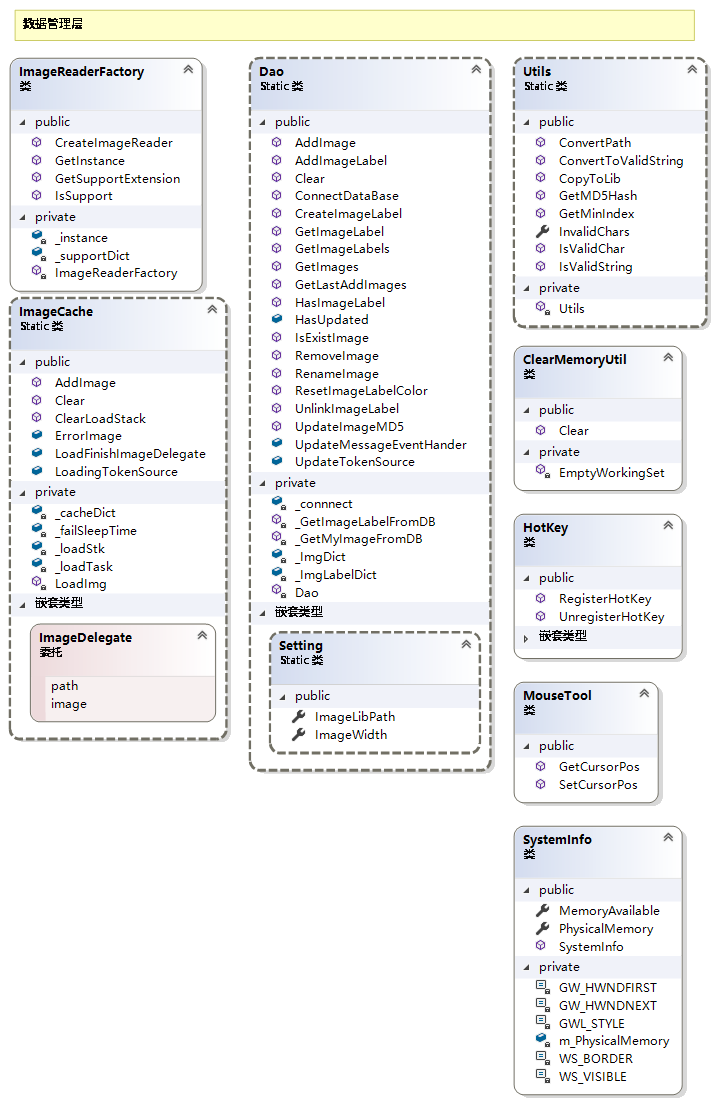 数据管理层
ImageReaderFactory
类
public
CreateImageReader
GetInstance
GetSupportExtension
IsSupport
private
_instance
_supportDict
ImageReaderFactory
ImageCache
Static 类
public
AddImage
Clear
ClearLoadStack
ErrorImage
LoadFinishImageDelegate
LoadingTokenSource
private
_cacheDict
_failSleepTime
_loadStk
_loadTask
LoadImg
嵌套类型
ImageDelegate
委托
path
image
Dao
Static 类
public
AddImage
AddImageLabel
Clear
ConnectDataBase
CreateImageLabel
GetImageLabel
GetImageLabels
GetImages
GetLastAddImages
HasImageLabel
HasUpdated
IsExistImage
RemoveImage
RenameImage
ResetImageLabelColor
UnlinkImageLabel
UpdateImageMD5
UpdateMessageEventHander
UpdateTokenSource
private
_connnect
_GetImageLabelFromDB
_GetMyImageFromDB
_ImgDict
_ImgLabelDict
Dao
嵌套类型
Setting
Static 类
public
ImageLibPath
ImageWidth
Utils
Static 类
public
ConvertPath
ConvertToValidString
CopyToLib
GetMD5Hash
GetMinIndex
InvalidChars
IsValidChar
IsValidString
private
Utils
ClearMemoryUtil
类
public
Clear
private
EmptyWorkingSet
HotKey
类
public
RegisterHotKey
UnregisterHotKey
嵌套类型
MouseTool
类
public
GetCursorPos
SetCursorPos
SystemInfo
类
public
MemoryAvailable
PhysicalMemory
SystemInfo
private
GW_HWNDFIRST
GW_HWNDNEXT
GWL_STYLE
m_PhysicalMemory
WS_BORDER
WS_VISIBLE